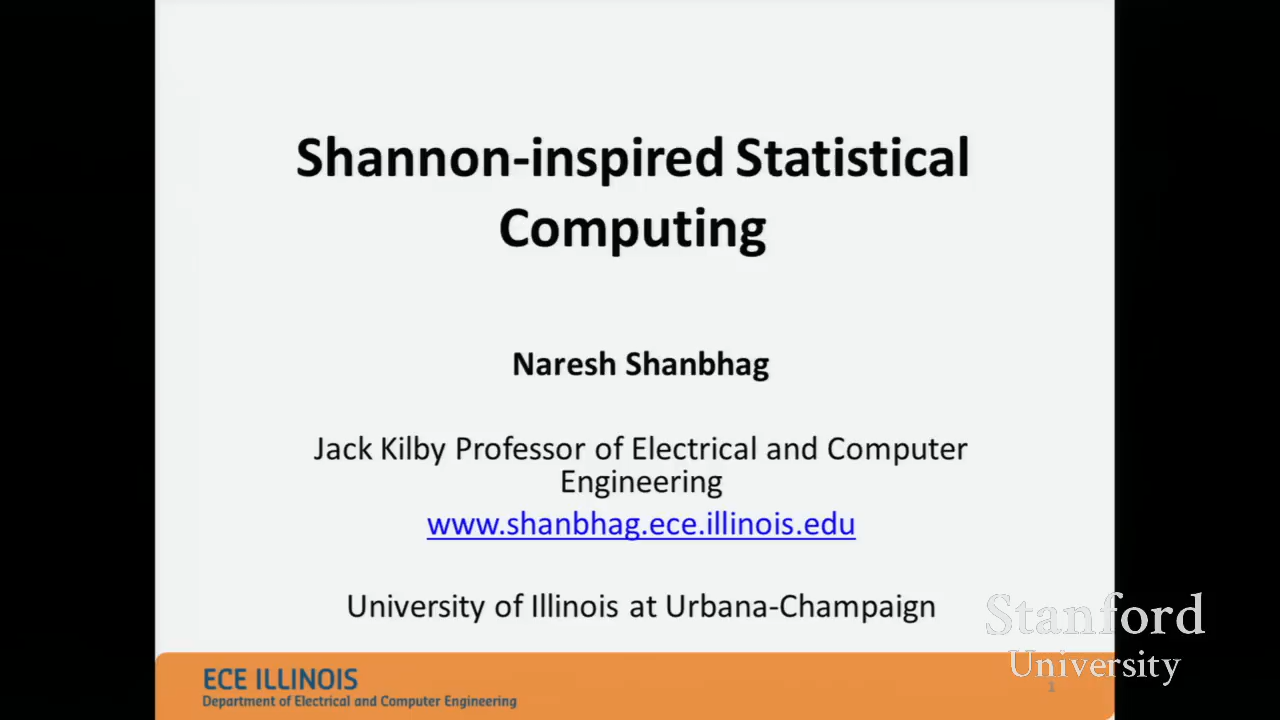 Shannon-inspired Statistical
Computing
Naresh Shanbhag
Jack Kilby Professor of Electrical and Computer
Engineering
www.shanbhag.ece.illinois.edu
University of Illinois at Urbana-Champaign
Stanford
University
ECE ILLINOIS
Department of Electrical and Computer Engineering
1